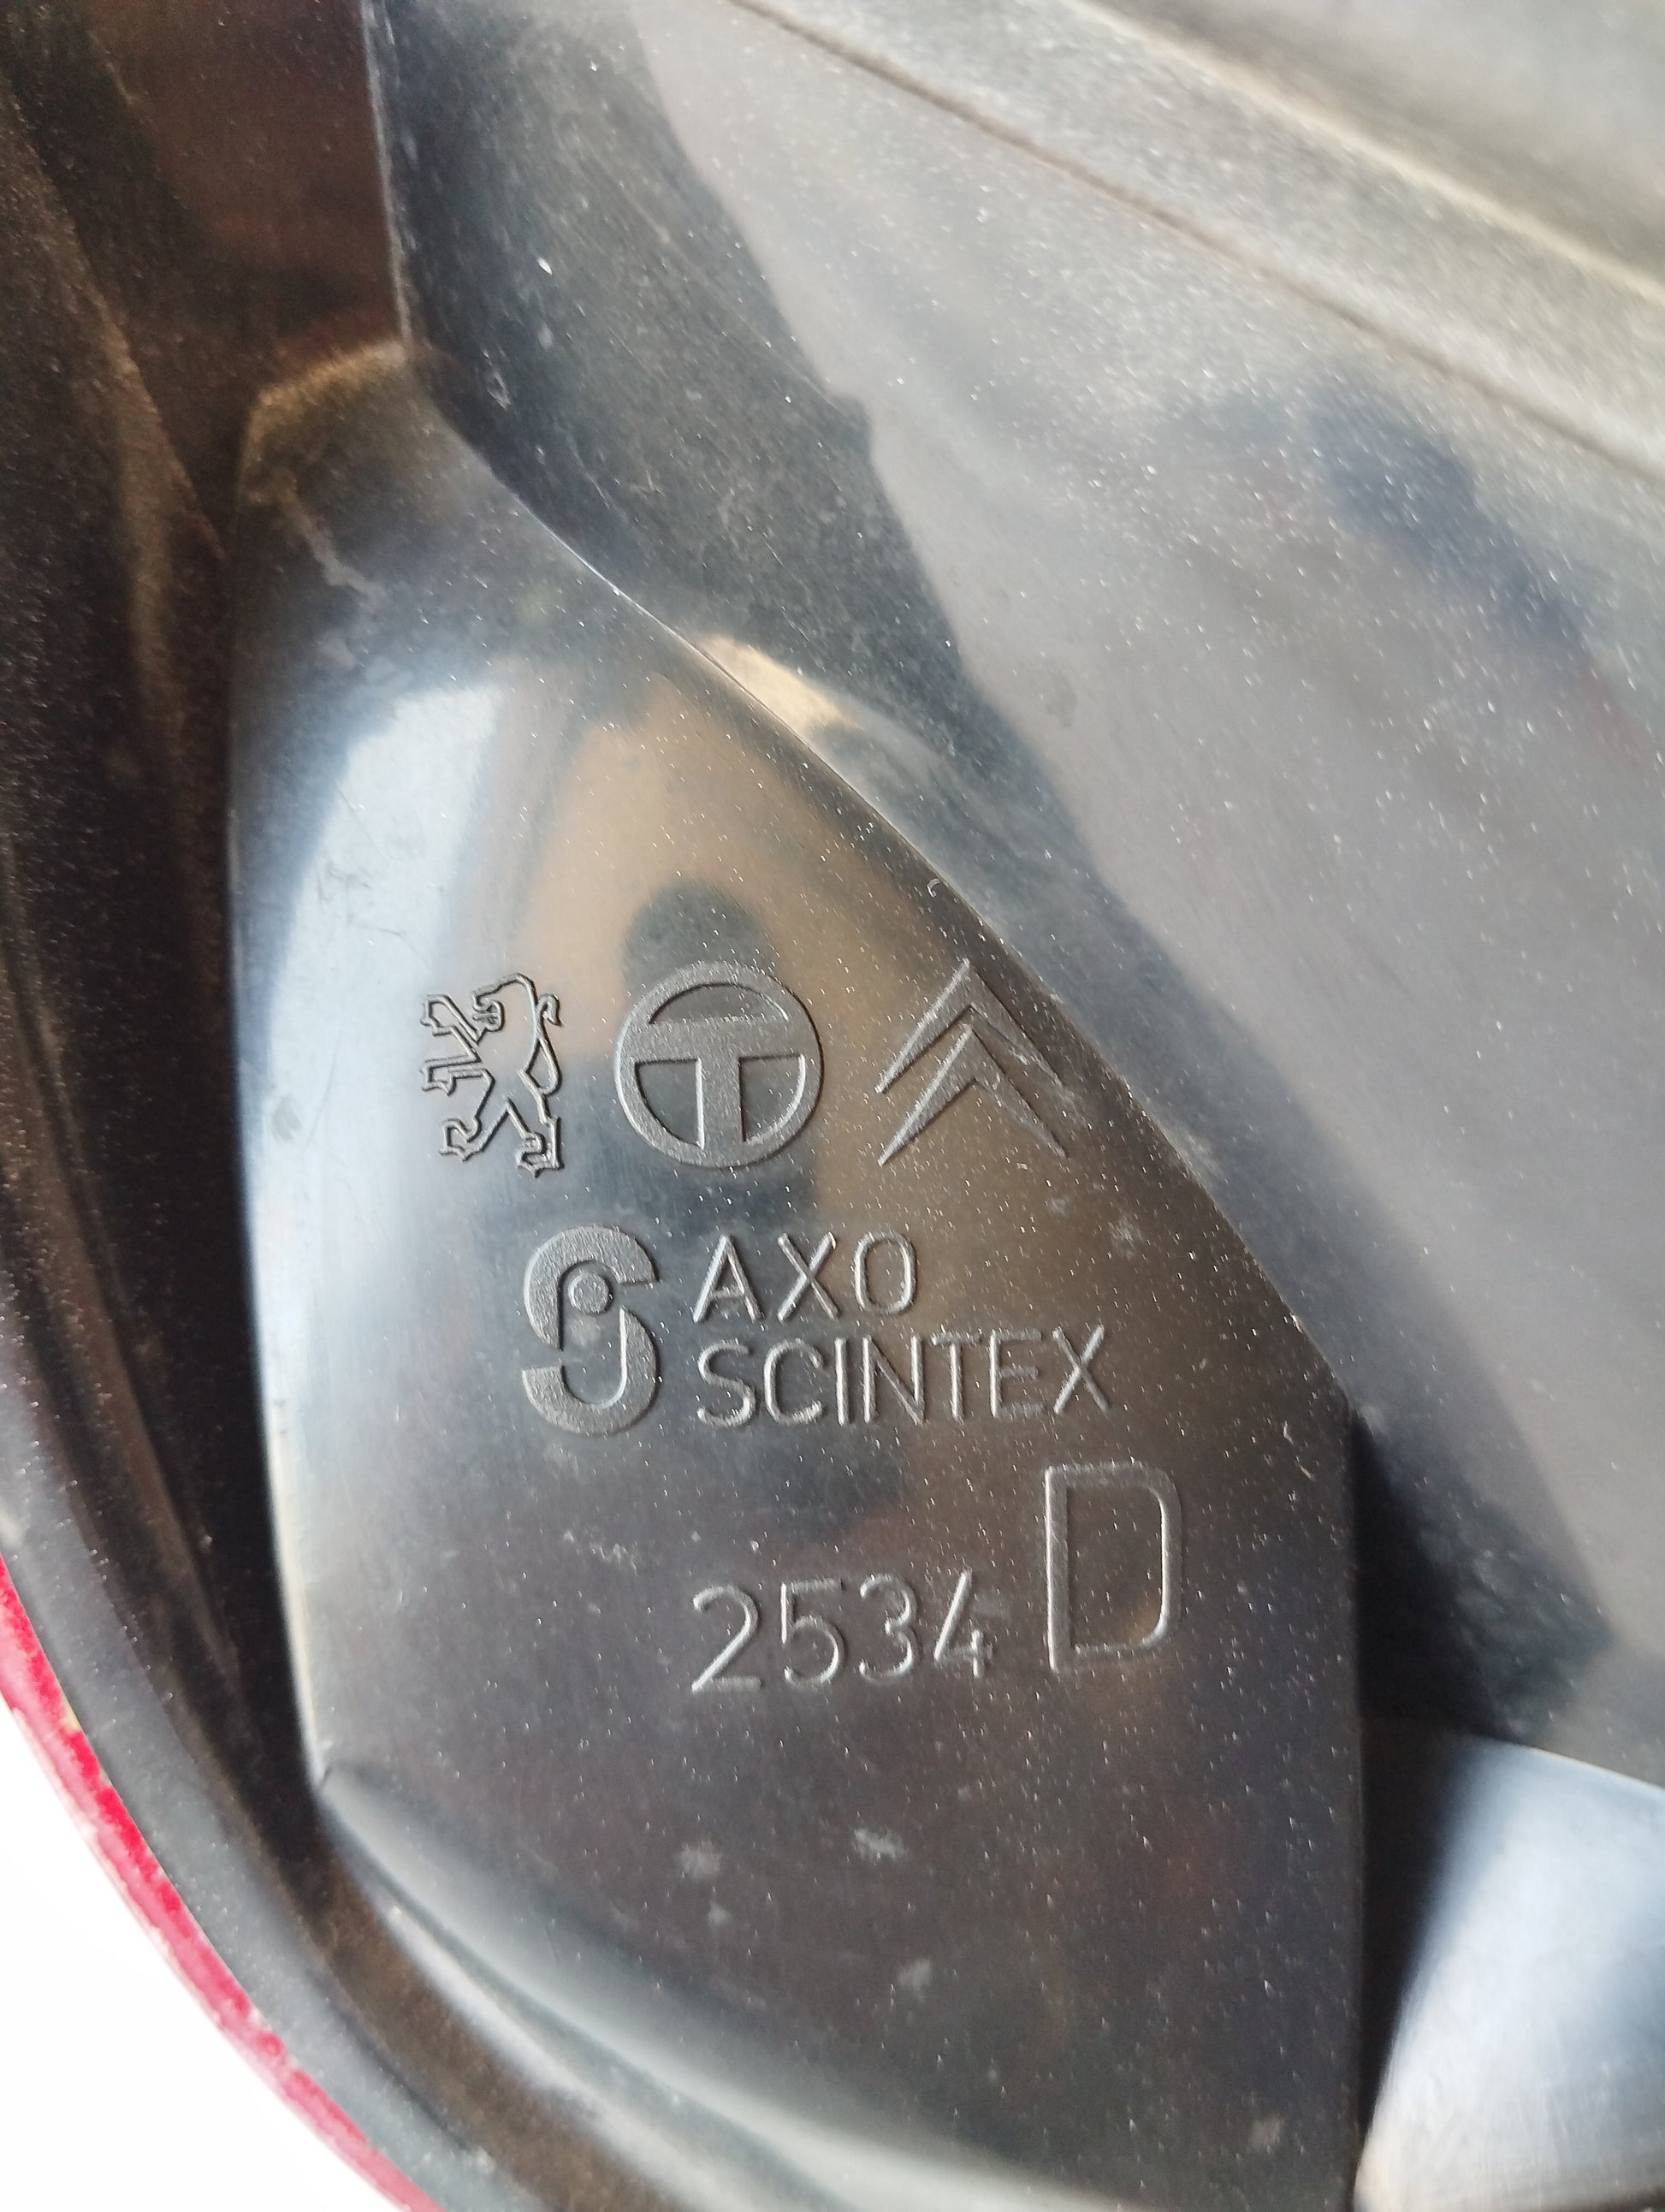 AXO
SCINTEX
2534 D